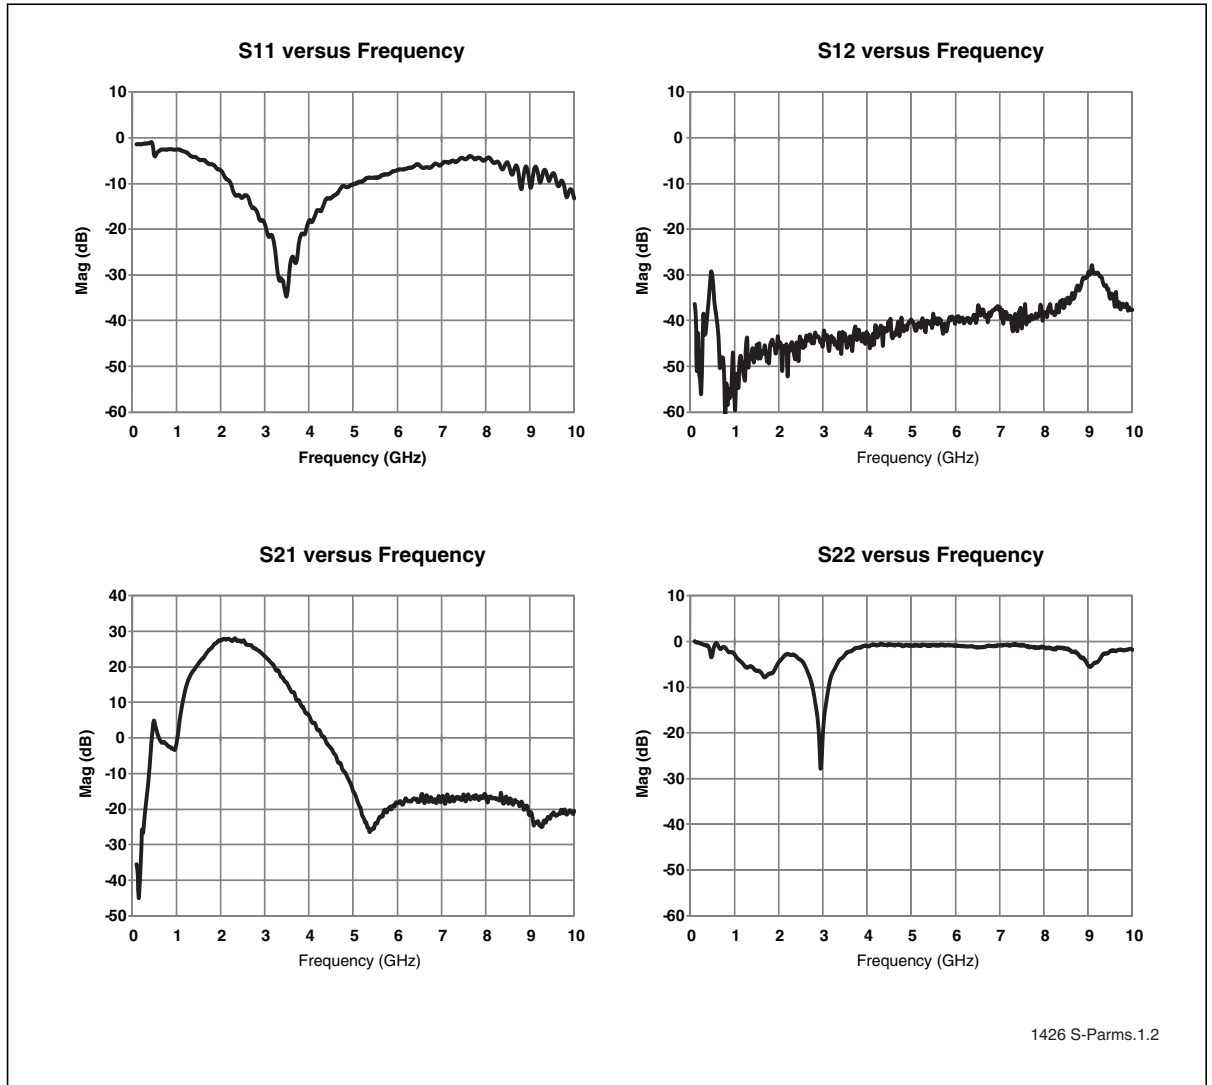 S11 versus Frequency
10
0
-10
-20
-30
-40
-50
-60
Mag (dB)
0 1 2 3 4 5 6 7 8 9 10
Frequency (GHz)
S12 versus Frequency
10
0
-10
-20
-30
-40
-50
-60
Mag (dB)
0 1 2 3 4 5 6 7 8 9 10
Frequency (GHz)
S21 versus Frequency
40
30
20
10
0
-10
-20
-30
-40
-50
Mag (dB)
0 1 2 3 4 5 6 7 8 9 10
Frequency (GHz)
S22 versus Frequency
10
0
-10
-20
-30
-40
-50
-60
Mag (dB)
0 1 2 3 4 5 6 7 8 9 10
Frequency (GHz)
1426 S-Parms.1.2